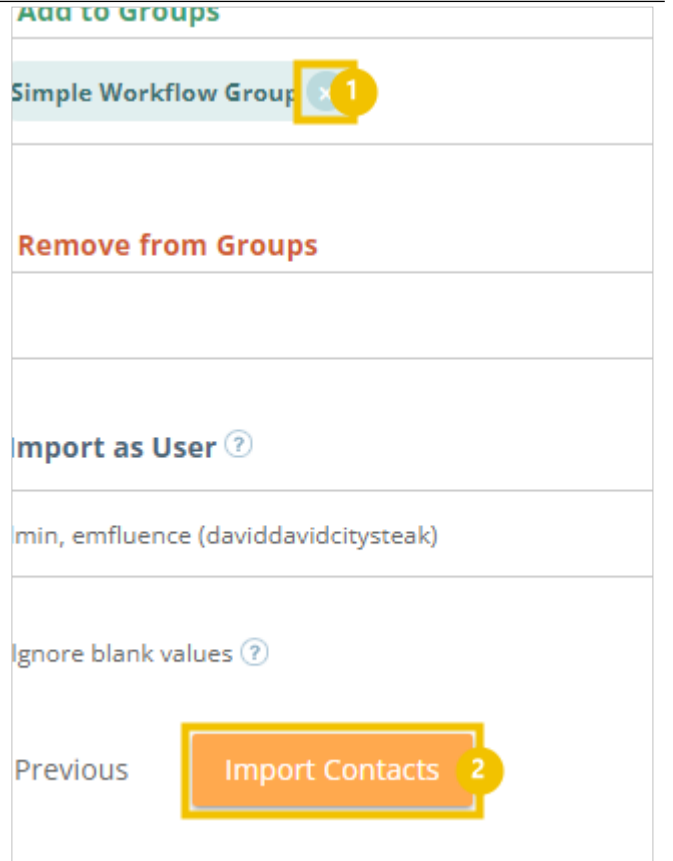 Add to Groups
Simple Workflow Group × 1
Remove from Groups
Import as User ?
min, emfluence (daviddavidcitysteak)
Ignore blank values ?
Previous Import Contacts 2